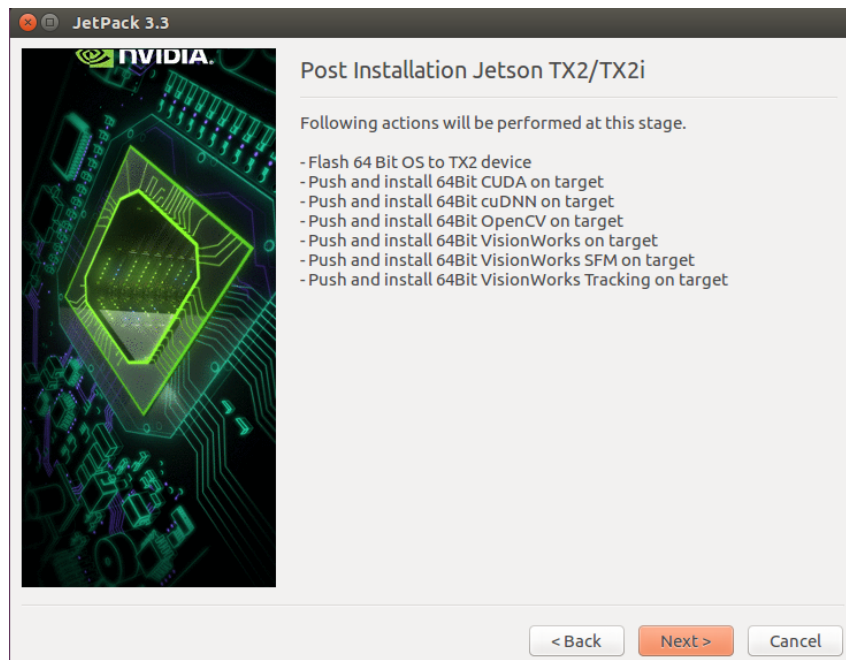 JetPack 3.3
NVIDIA.
Post Installation Jetson TX2/TX2i
Following actions will be performed at this stage.
- Flash 64 Bit OS to TX2 device
- Push and install 64Bit CUDA on target
- Push and install 64Bit cuDNN on target
- Push and install 64Bit OpenCV on target
- Push and install 64Bit VisionWorks on target
- Push and install 64Bit VisionWorks SFM on target
- Push and install 64Bit VisionWorks Tracking on target
< Back Next > Cancel